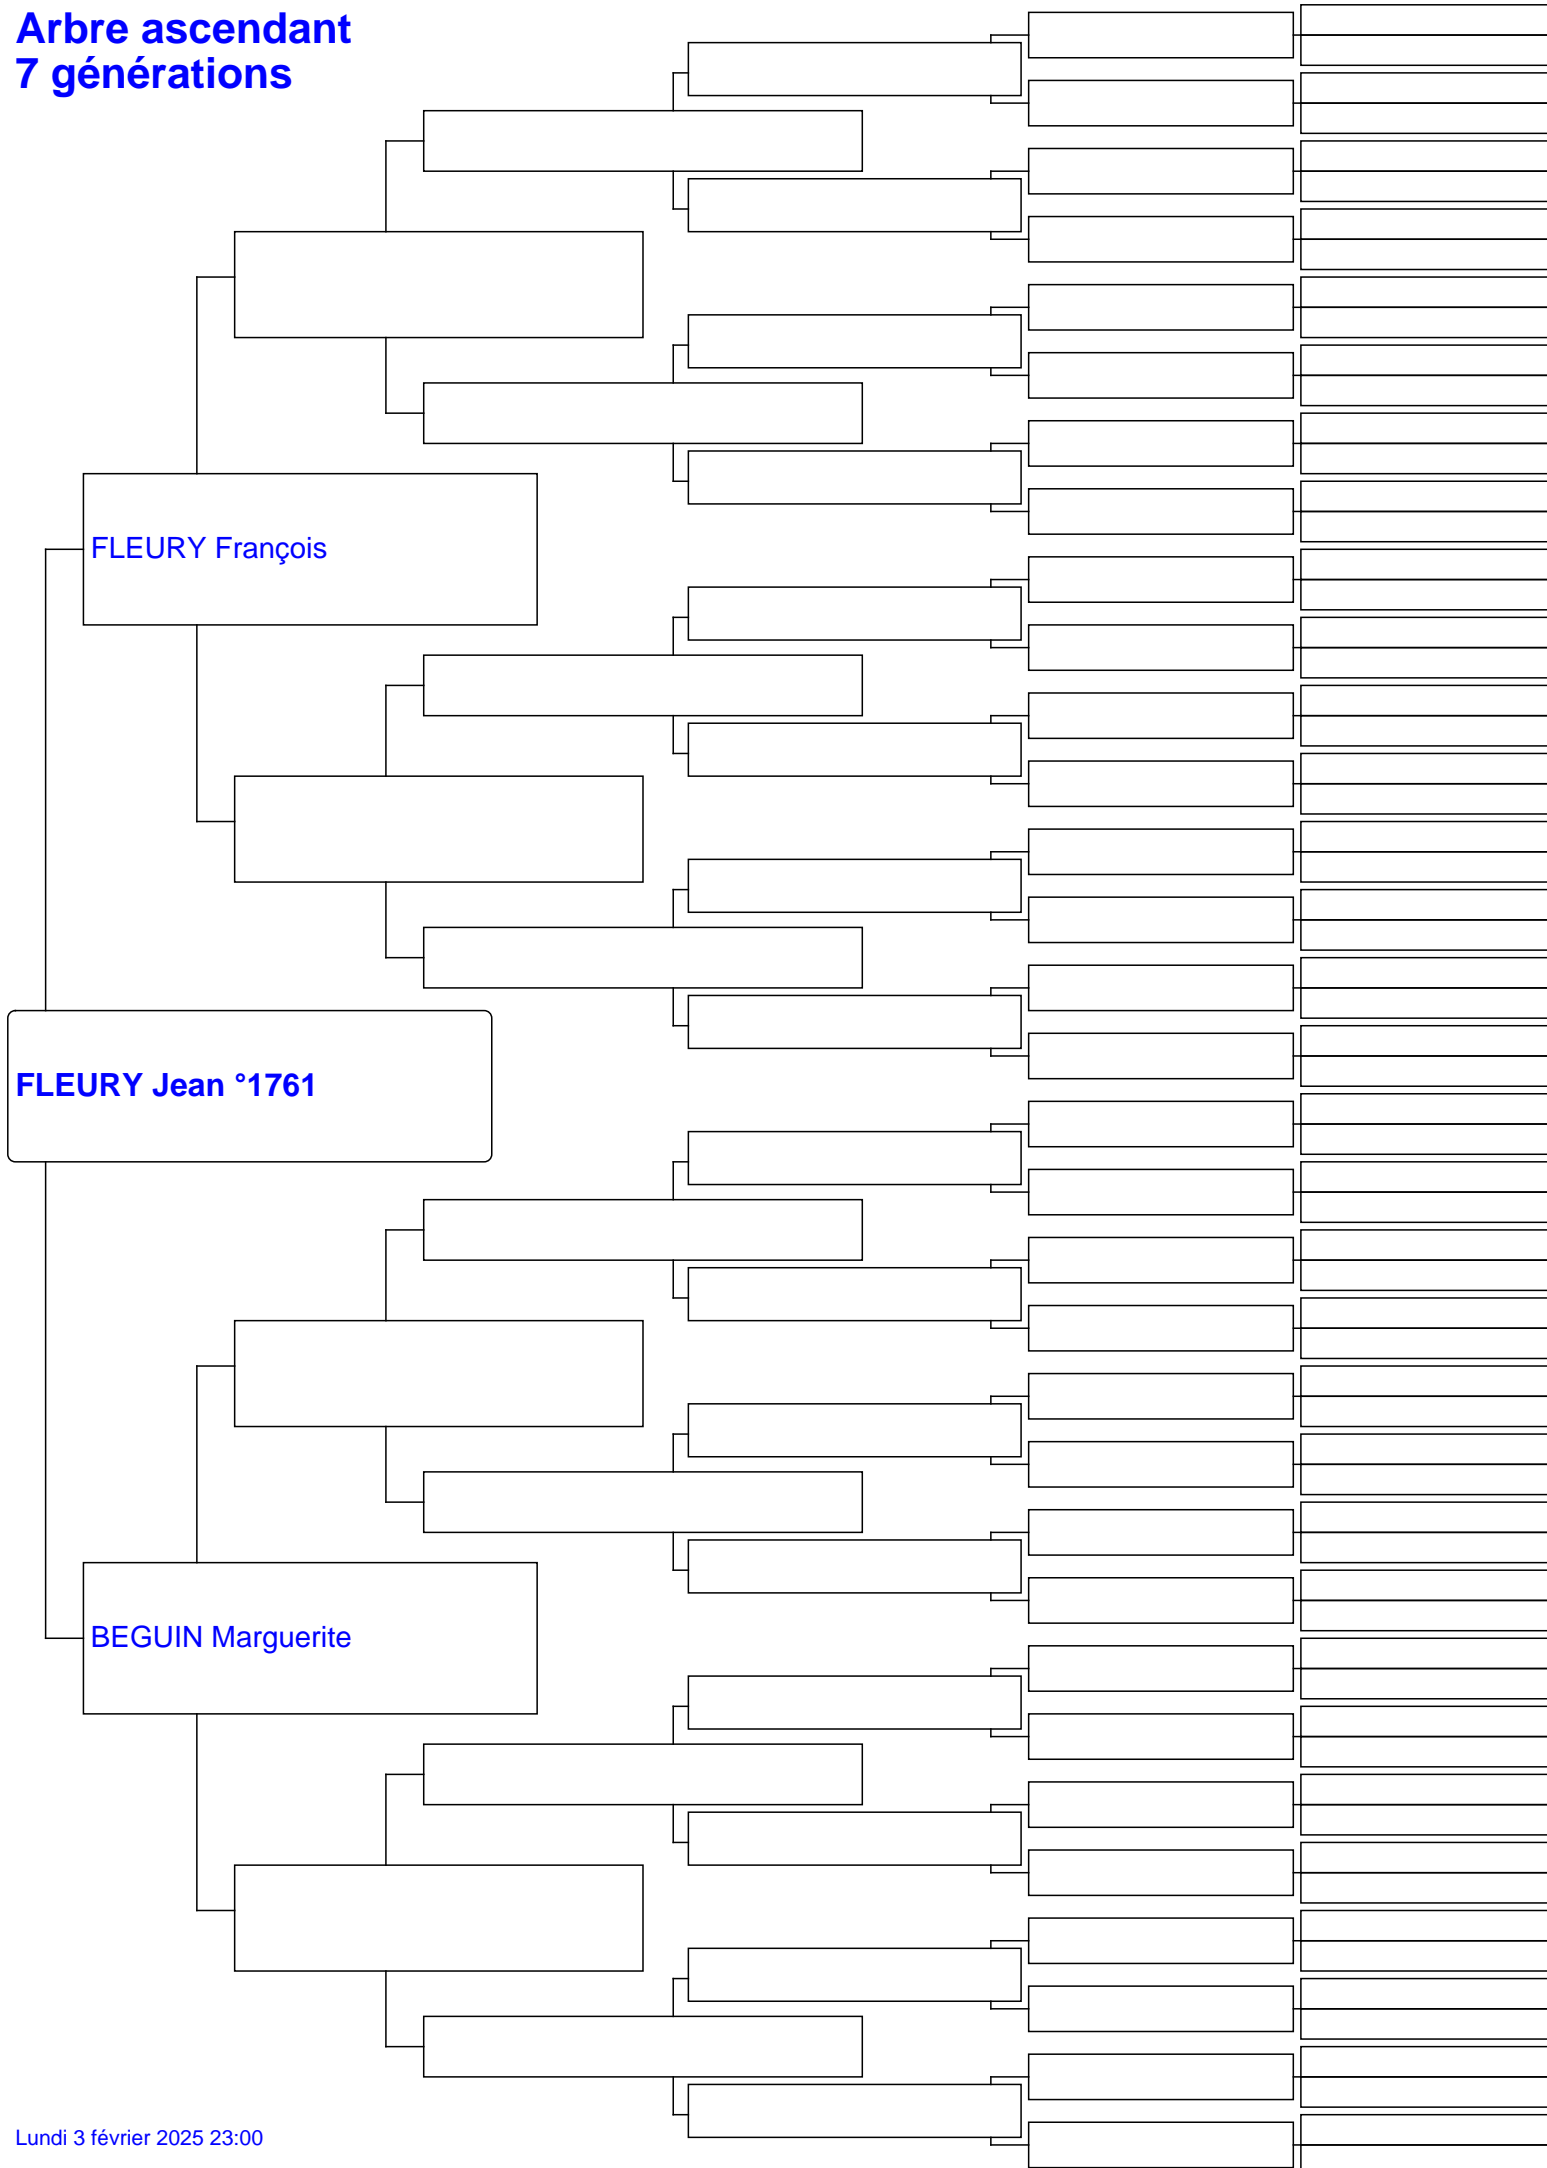 Arbre ascendant
7 générations
FLEURY François
FLEURY Jean °1761
BEGUIN Marguerite
Lundi 3 février 2025 23:00